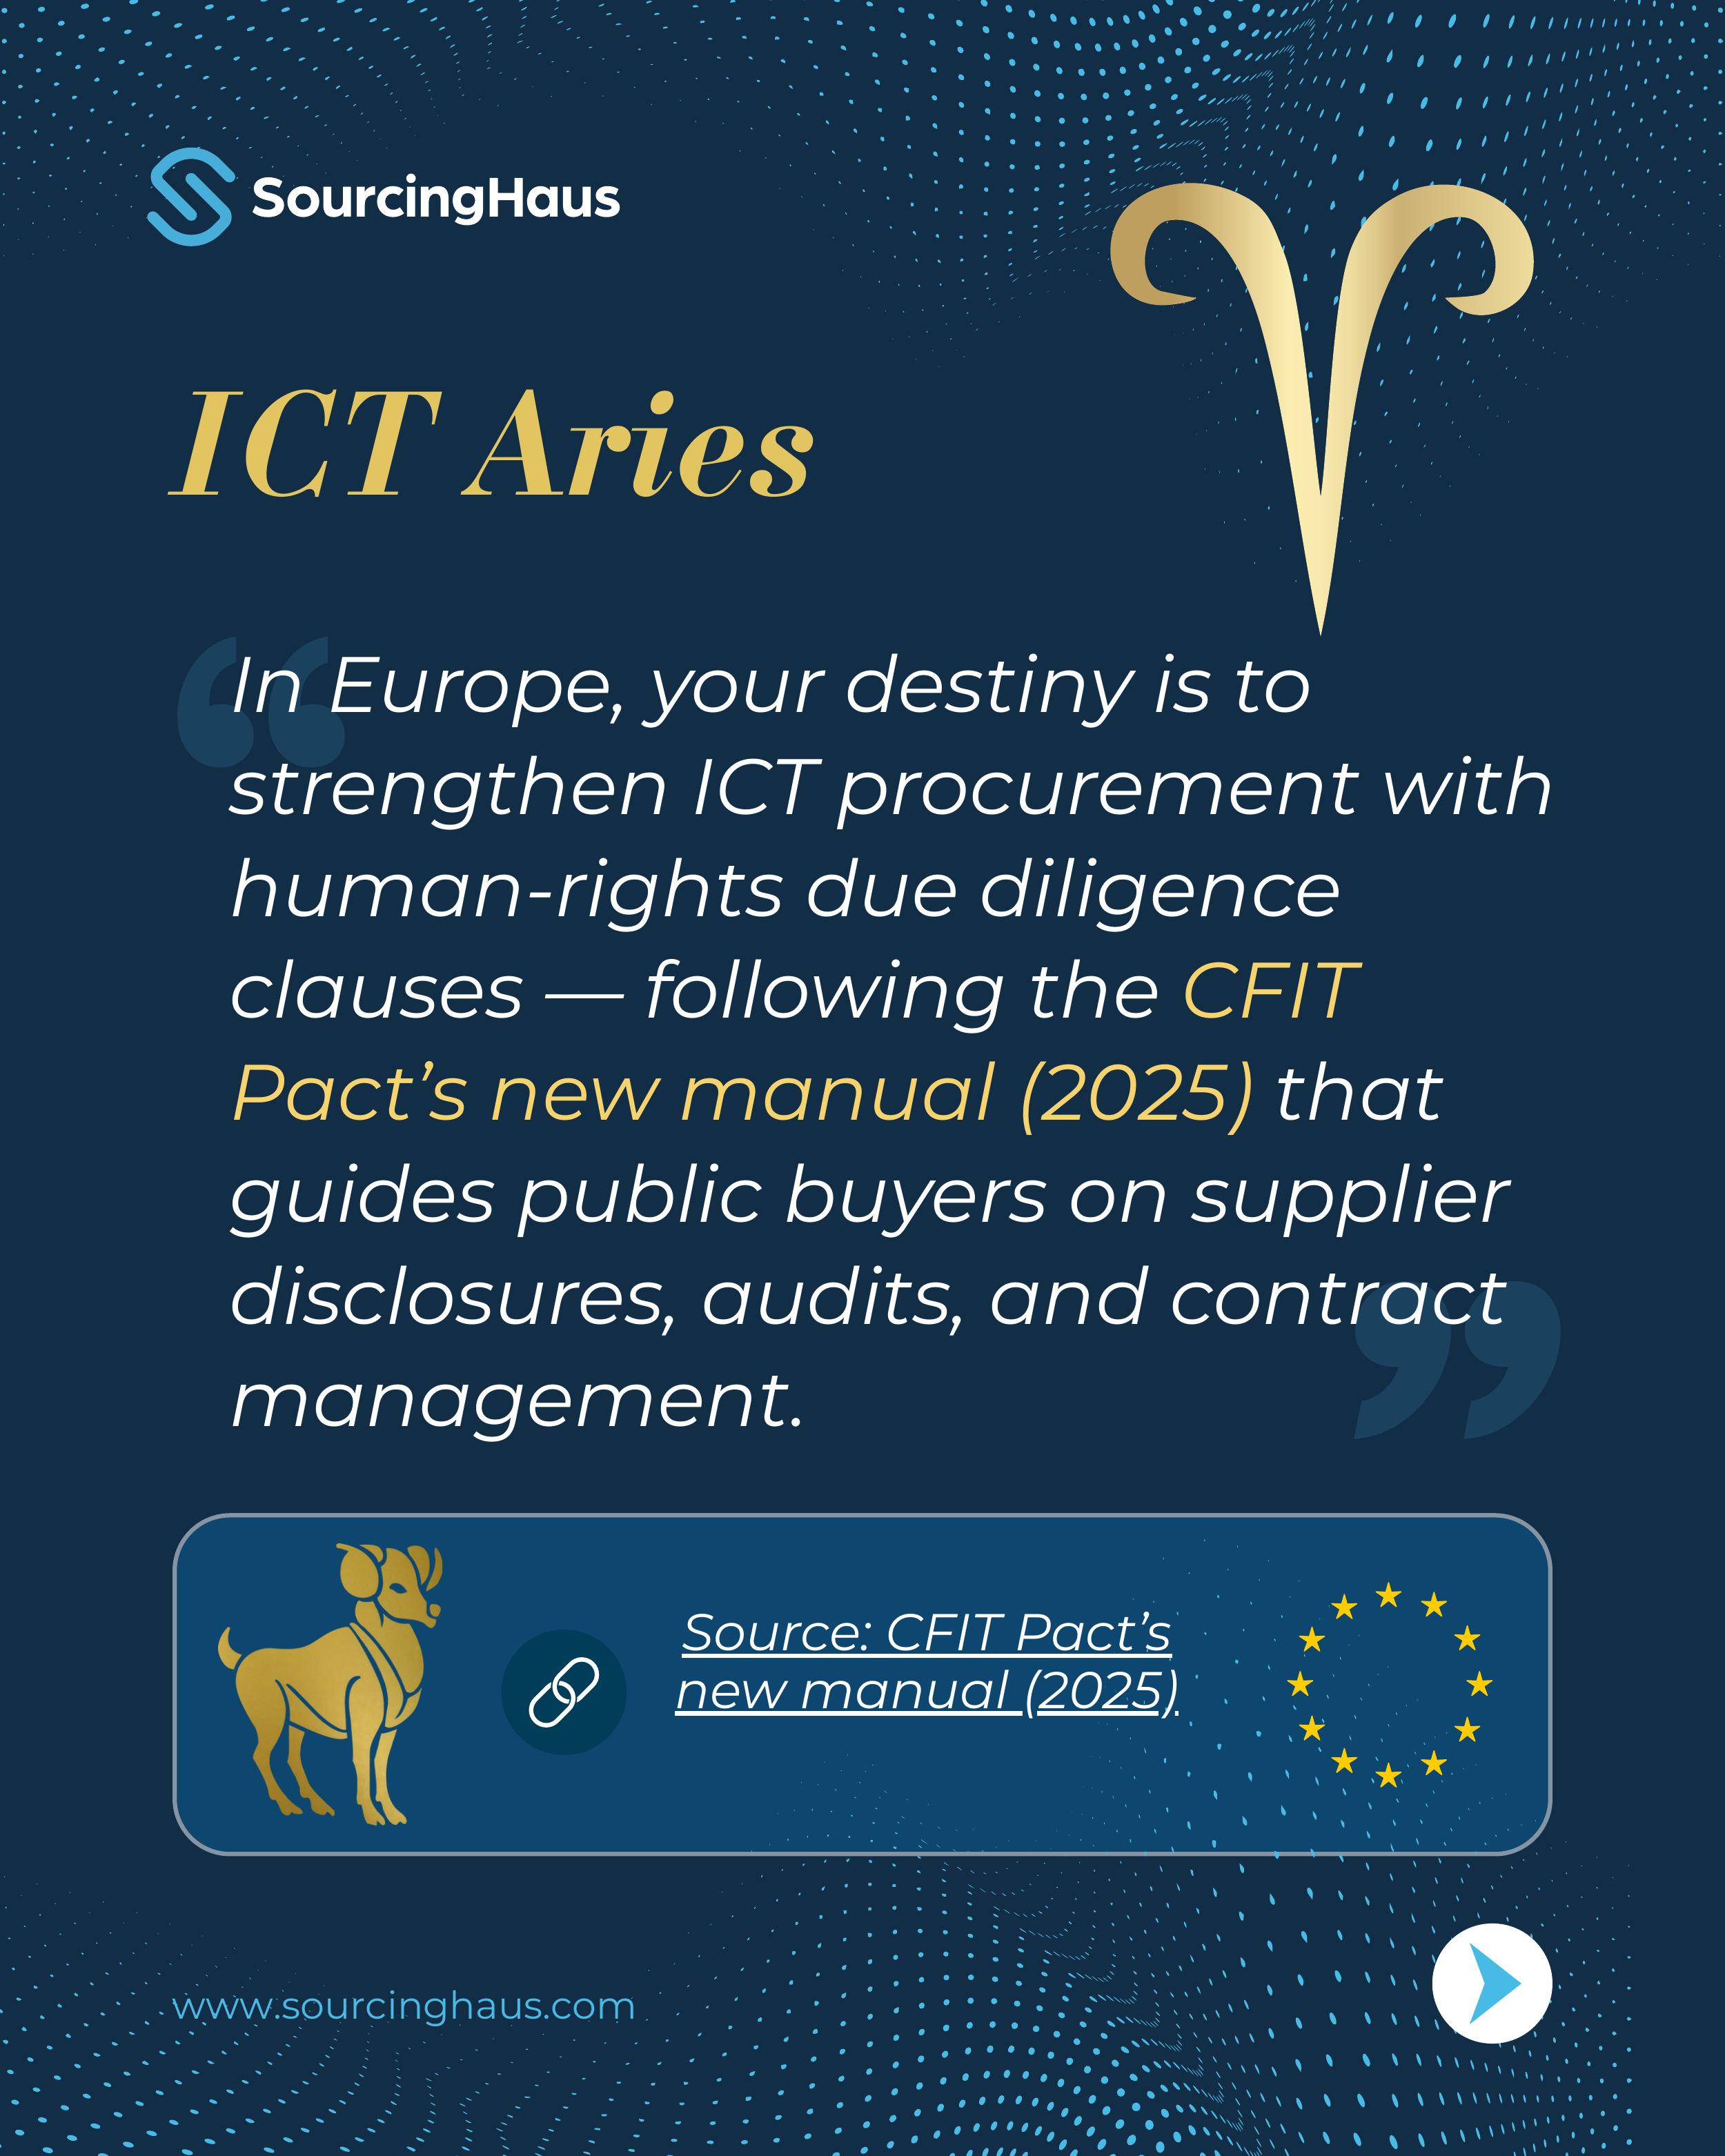 SourcingHaus
ICT Aries
In Europe, your destiny is to
strengthen ICT procurement with
human-rights due diligence
clauses — following the CFIT
Pact’s new manual (2025) that
guides public buyers on supplier
disclosures, audits, and contract
management.
Source: CFIT Pact’s
new manual (2025)
www.sourcinghaus.com